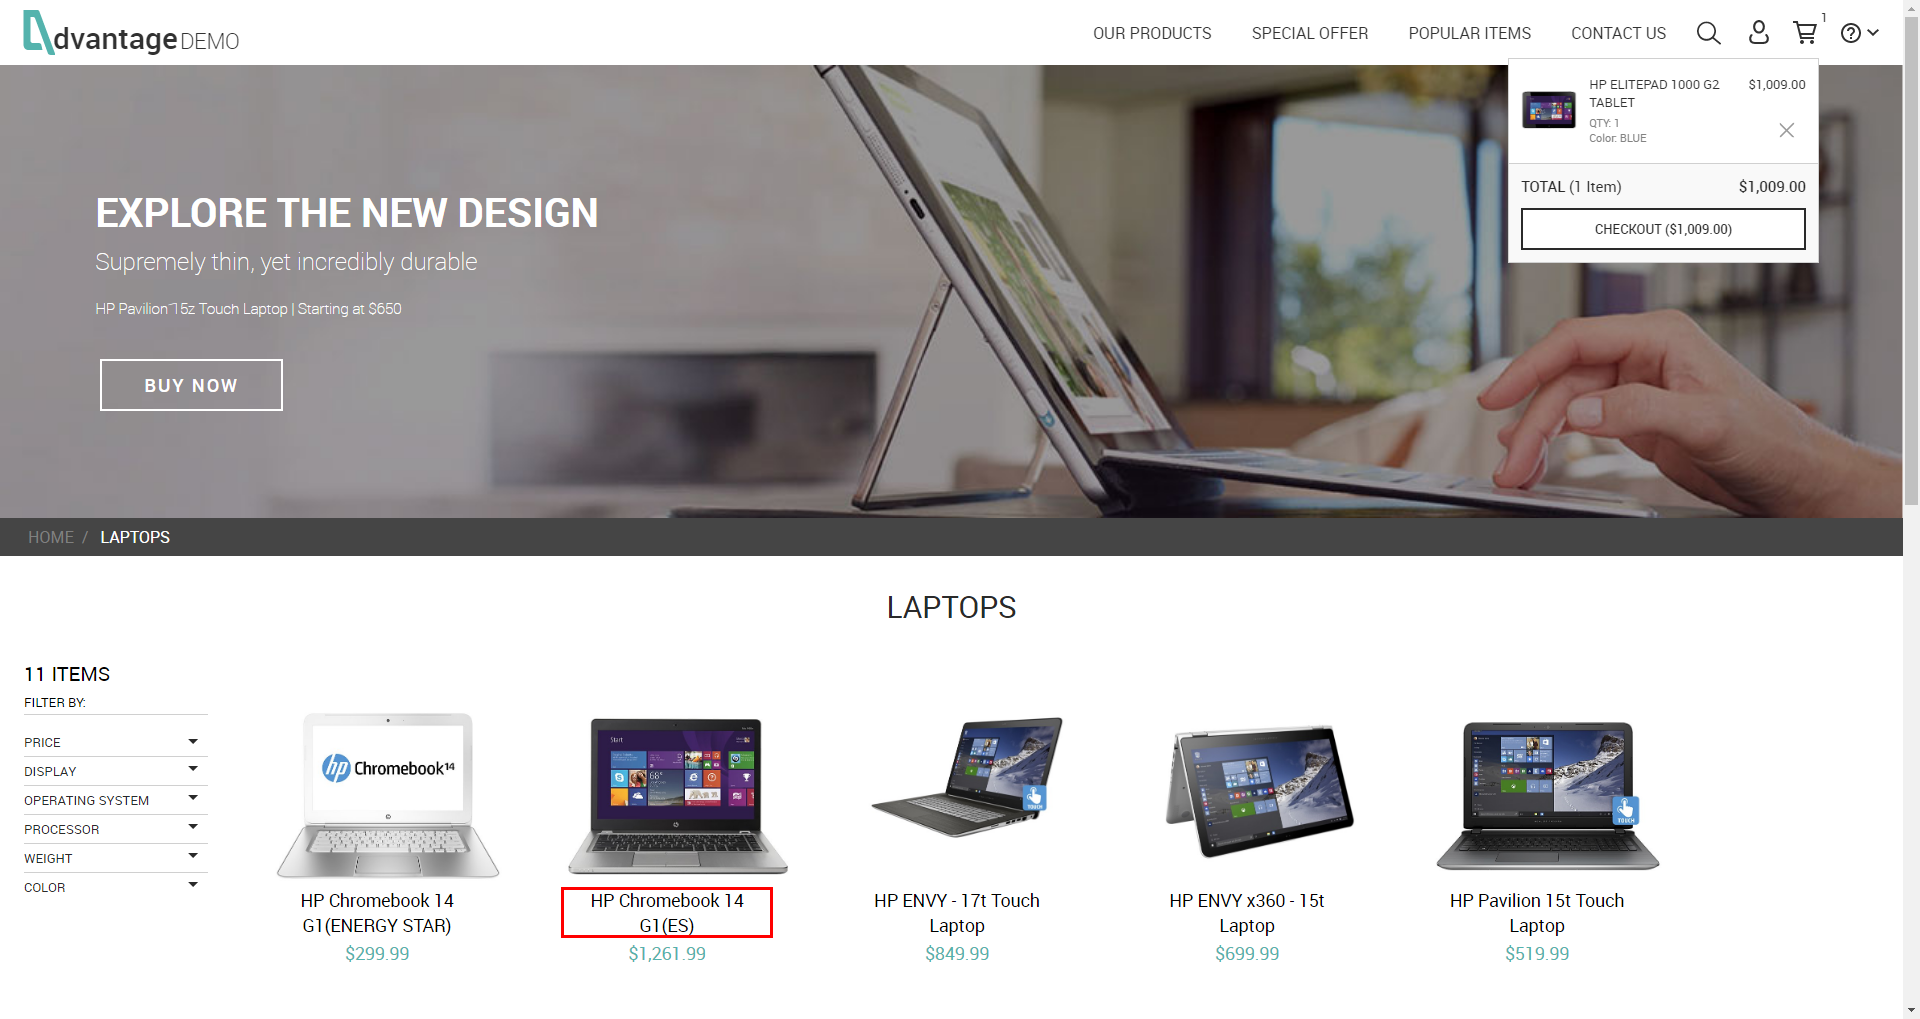 dvantage DEMO
OUR PRODUCTS
SPECIAL OFFER
POPULAR ITEMS
CONTACT US
1
HP ELITEPAD 1000 G2
TABLET
$1,009.00
QTY: 1
Color: BLUE
TOTAL (1 Item)
$1,009.00
CHECKOUT ($1,009.00)
EXPLORE THE NEW DESIGN
Supremely thin, yet incredibly durable
HP Pavilion 15z Touch Laptop | Starting at $650
BUY NOW
HOME /
LAPTOPS
LAPTOPS
11 ITEMS
FILTER BY:
PRICE
DISPLAY
OPERATING SYSTEM
PROCESSOR
WEIGHT
COLOR
hp Chromebook14
HP Chromebook 14
G1(ENERGY STAR)
$299.99
Start
HP Chromebook 14
G1(ES)
$1,261.99
TOUCH
HP ENVY - 17t Touch
Laptop
$849.99
HP ENVY x360 - 15t
Laptop
$699.99
TOUCH
HP Pavilion 15t Touch
Laptop
$519.99